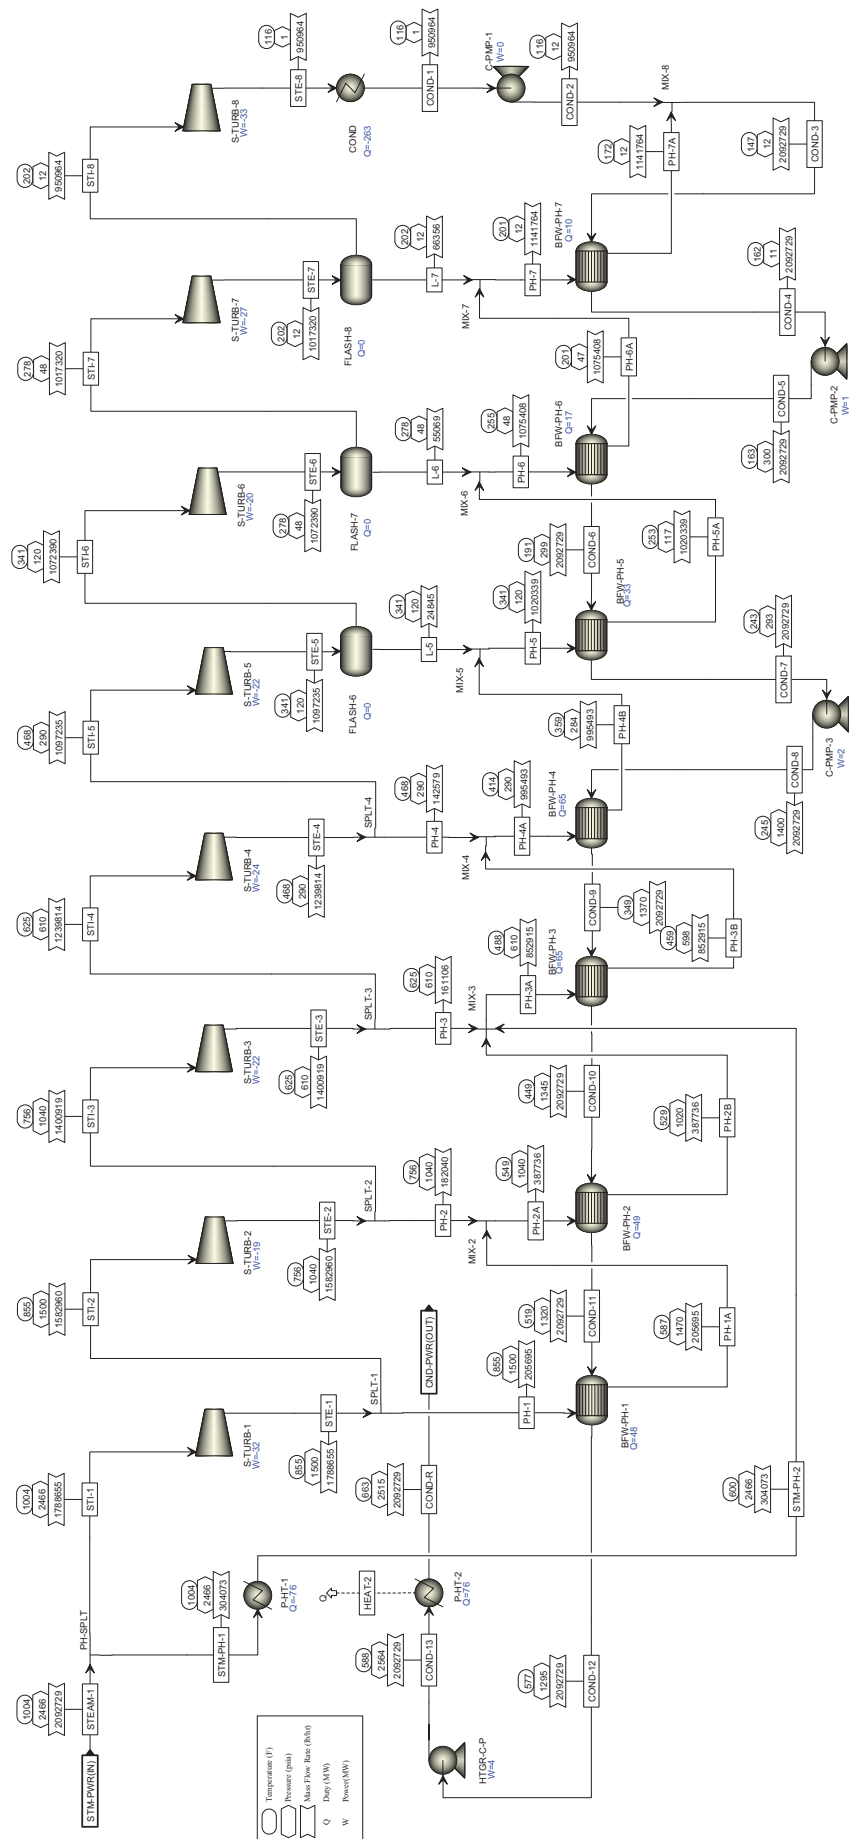 STM-PWR(IN)
1004
2466
2092729
STEAM-1
PH-SPLT
1004
2466
1788655
STI-1
S-TURB-1
W=-32
855
1500
1788655
STE-1
SPLT-1
855
1500
1582960
STI-2
S-TURB-2
W=-19
756
1040
1582960
STE-2
SPLT-2
756
1040
1400919
STI-3
S-TURB-3
W=-22
625
610
1400919
STE-3
SPLT-3
625
610
1239814
STI-4
S-TURB-4
W=-24
468
290
1239814
STE-4
SPLT-4
468
290
1097235
STI-5
S-TURB-5
W=-22
341
120
1097235
STE-5
FLASH-6
Q=0
341
120
1072390
STI-6
S-TURB-6
W=-20
278
48
1072390
STE-6
FLASH-7
Q=0
278
48
1017320
STI-7
S-TURB-7
W=-27
202
12
1017320
STE-7
FLASH-8
Q=0
202
12
950964
STI-8
S-TURB-8
W=-33
116
1
950964
STE-8
COND
Q=-263
116
1
950964
COND-1
C-PMP-1
W=0
116
12
950964
COND-2
MIX-8
1004
2466
304073
STM-PH-1
P-HT-1
Q=-76
600
2466
304073
STM-PH-2
HEAT-2
Q
P-HT-2
Q=76
588
2564
2092729
COND-13
663
2515
2092729
COND-R
CND-PWR(OUT)
HTGR-C-P
W=4
577
1295
2092729
COND-12
855
1500
205695
PH-1
BFW-PH-1
Q=48
587
1470
205695
PH-1A
519
1320
2092729
COND-11
756
1040
182040
PH-2
MIX-2
549
1040
387736
PH-2A
BFW-PH-2
Q=49
529
1020
387736
PH-2B
449
1345
2092729
COND-10
625
610
161106
PH-3
MIX-3
488
610
852915
PH-3A
BFW-PH-3
Q=65
459
598
852915
PH-3B
349
1370
2092729
COND-9
468
290
142579
PH-4
MIX-4
414
290
995493
PH-4A
BFW-PH-4
Q=65
359
284
995493
PH-4B
245
1400
2092729
COND-8
C-PMP-3
W=2
243
293
2092729
COND-7
341
120
24845
L-5
MIX-5
341
120
1020339
PH-5
BFW-PH-5
Q=33
253
117
1020339
PH-5A
191
299
2092729
COND-6
278
48
55069
L-6
MIX-6
255
48
1075408
PH-6
BFW-PH-6
Q=17
201
47
1075408
PH-6A
163
300
2092729
COND-5
C-PMP-2
W=1
162
11
2092729
COND-4
202
12
66356
L-7
MIX-7
201
12
1141764
PH-7
BFW-PH-7
Q=10
172
12
1141764
PH-7A
147
12
2092729
COND-3
Temperature (F)
Pressure (psia)
Mass Flow Rate (lb/hr)
Q Duty (MW)
W Power(MW)